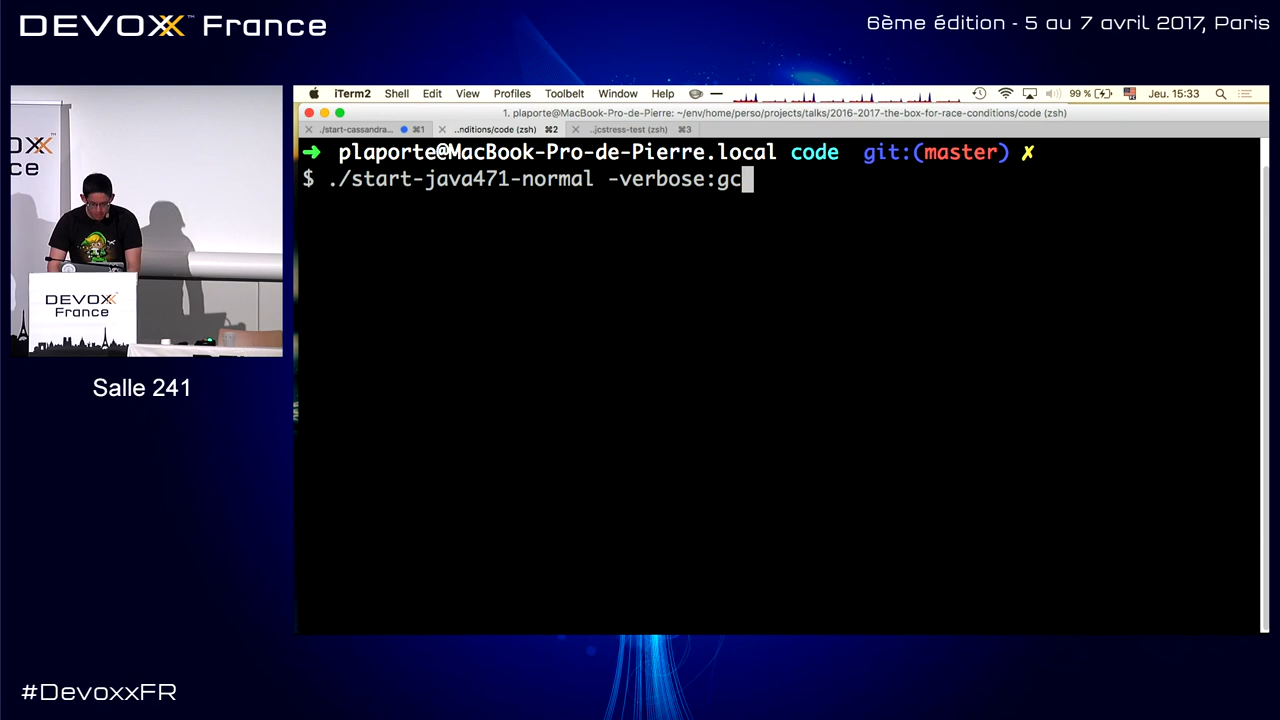 DEVOXX™ France
6ème édition - 5 au 7 avril 2017, Paris
iTerm2 Shell Edit View Profiles Toolbelt Window Help 99 % Jeu. 15:33
1. plaporte@MacBook-Pro-de-Pierre: ~/env/home/perso/projects/talks/2016-2017-the-box-for-race-conditions/code (zsh)
./start-cassandra... ⌘1 ..nditions/code (zsh) ⌘2 ..jcstress-test (zsh) ⌘3
➜ plaporte@MacBook-Pro-de-Pierre.local code git:(master) ✗
$ ./start-java471-normal -verbose:gc
DEVOXX
France
Salle 241
#DevoxxFR